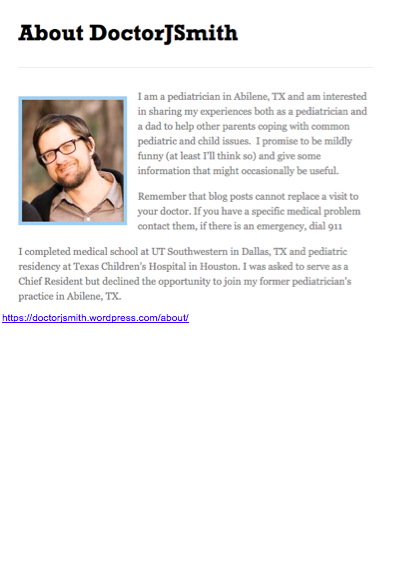 About DoctorJSmith
I am a pediatrician in Abilene, TX and am interested
in sharing my experiences both as a pediatrician and
a dad to help other parents coping with common
pediatric and child issues.  I promise to be mildly
funny (at least I'll think so) and give some
information that might occasionally be useful.
Remember that blog posts cannot replace a visit to
your doctor. If you have a specific medical problem
contact them, if there is an emergency, dial 911
I completed medical school at UT Southwestern in Dallas, TX and pediatric
residency at Texas Children's Hospital in Houston. I was asked to serve as a
Chief Resident but declined the opportunity to join my former pediatrician's
practice in Abilene, TX.
https://doctorjsmith.wordpress.com/about/